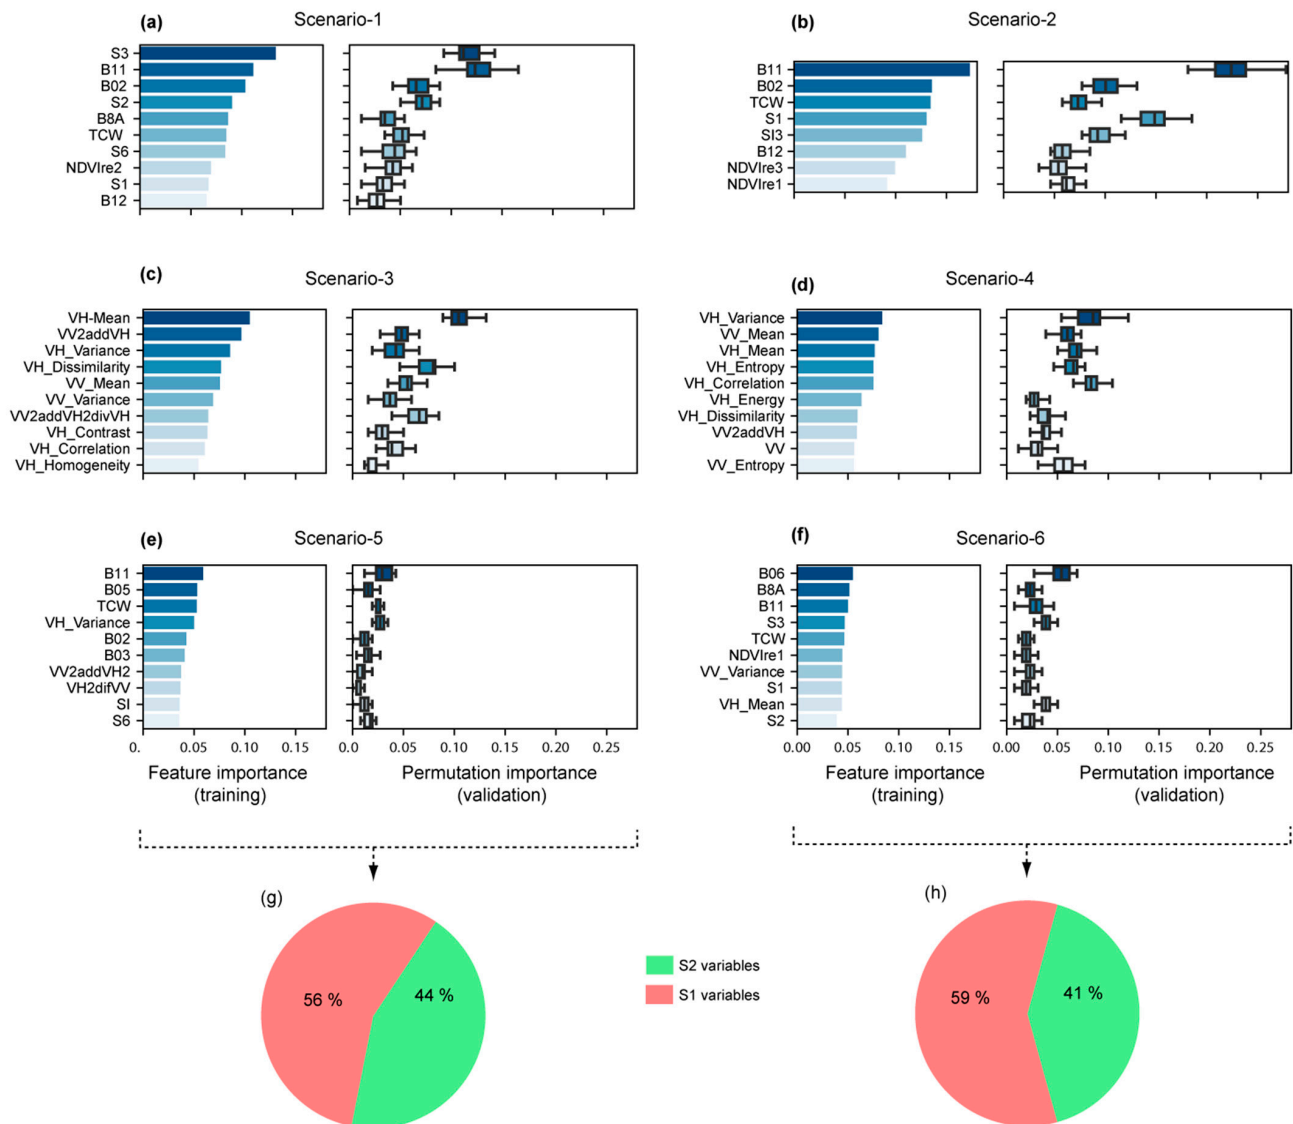 (a)
Scenario-1
S3
B11
B02
S2
B8A
TCW
S6
NDVIre2
S1
B12
(b)
Scenario-2
B11
B02
TCW
S1
SI3
B12
NDVIre3
NDVIre1
(c)
Scenario-3
VH-Mean
VV2addVH
VH_Variance
VH_Dissimilarity
VV_Mean
VV_Variance
VV2addVH2divVH
VH_Contrast
VH_Correlation
VH_Homogeneity
(d)
Scenario-4
VH_Variance
VV_Mean
VH_Mean
VH_Entropy
VH_Correlation
VH_Energy
VH_Dissimilarity
VV2addVH
VV
VV_Entropy
(e)
Scenario-5
B11
B05
TCW
VH_Variance
B02
B03
VV2addVH2
VH2difVV
SI
S6
0. 0.05 0.10 0.15
Feature importance
(training)
0.0 0.05 0.10 0.15 0.20 0.25
Permutation importance
(validation)
(f)
Scenario-6
B06
B8A
B11
S3
TCW
NDVIre1
VV_Variance
S1
VH_Mean
S2
0.00 0.05 0.10 0.15
Feature importance
(training)
0.00 0.05 0.10 0.15 0.20 0.25
Permutation importance
(validation)
(g)
56 %
44 %
S2 variables
S1 variables
(h)
59 %
41 %